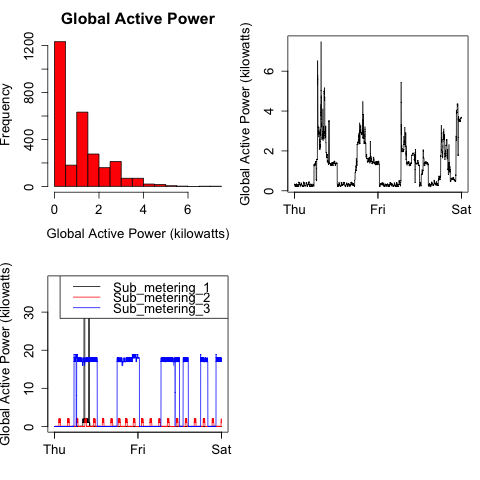 Global Active Power
Frequency
1200
400
800
0
0 2 4 6
Global Active Power (kilowatts)
Global Active Power (kilowatts)
6
4
2
0
Thu Fri Sat
Global Active Power (kilowatts)
30
20
10
0
Sub_metering_1
Sub_metering_2
Sub_metering_3
Thu Fri Sat